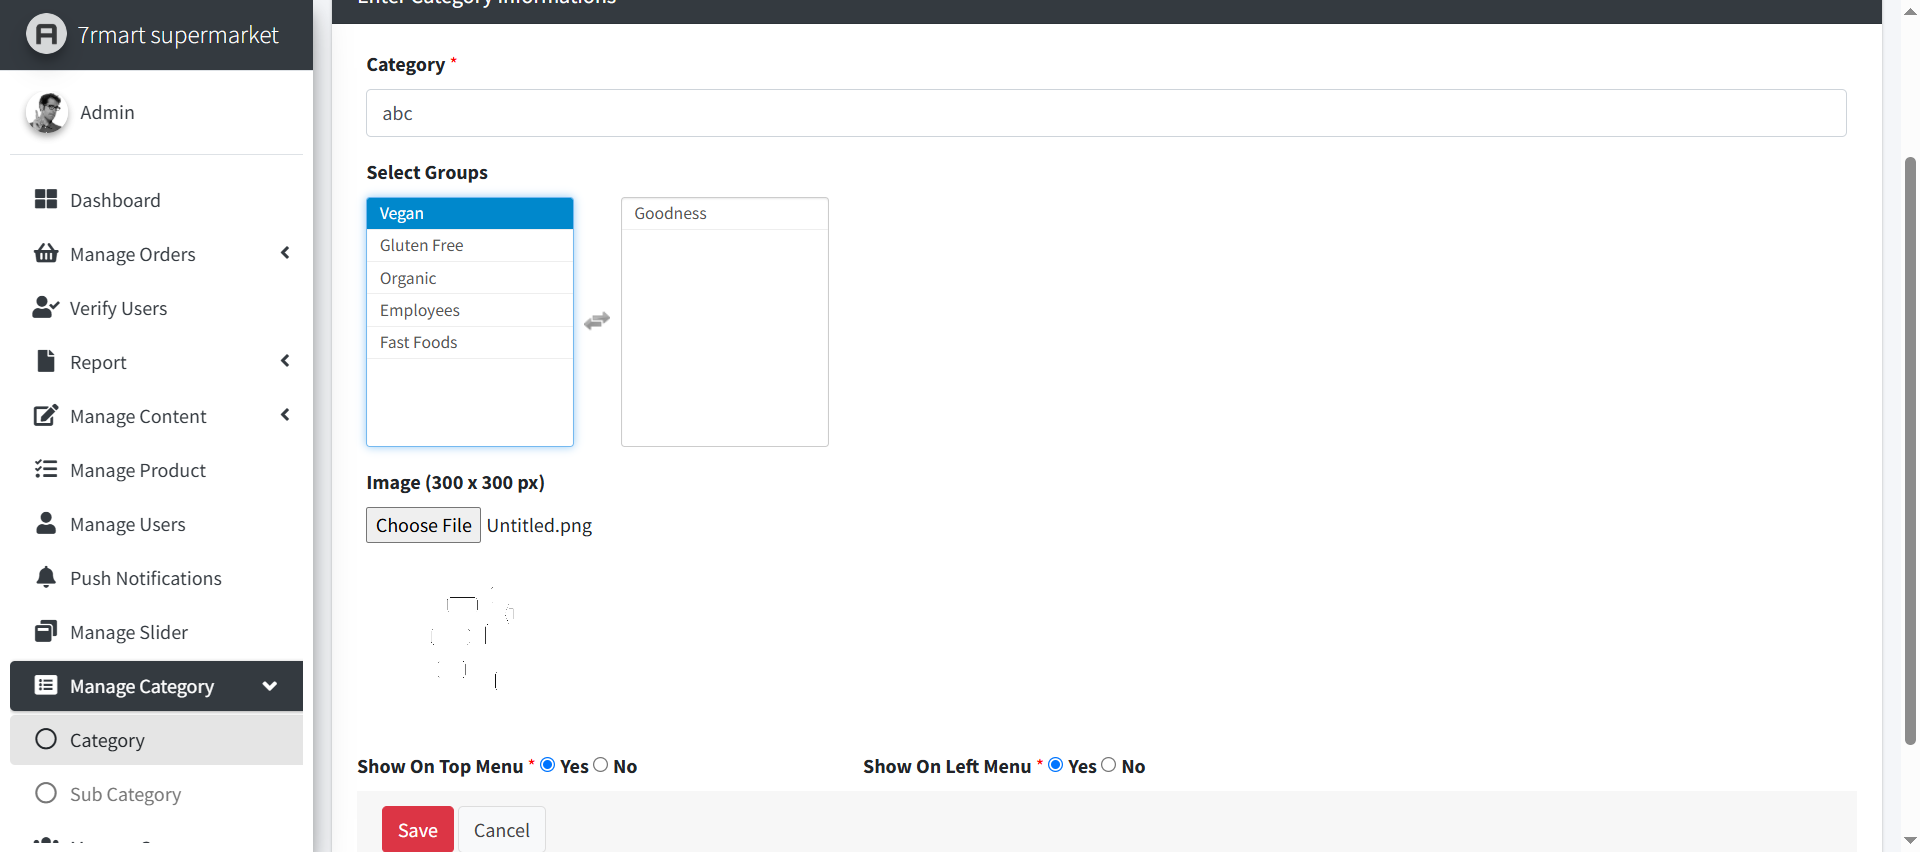 7rmart supermarket
Admin
Dashboard
Manage Orders
Verify Users
Report
Manage Content
Manage Product
Manage Users
Push Notifications
Manage Slider
Manage Category
Category
Sub Category
Enter Category Informations
Category *
abc
Select Groups
Vegan
Gluten Free
Organic
Employees
Fast Foods
Goodness
Image (300 x 300 px)
Choose File Untitled.png
Show On Top Menu * Yes No
Show On Left Menu * Yes No
Save Cancel